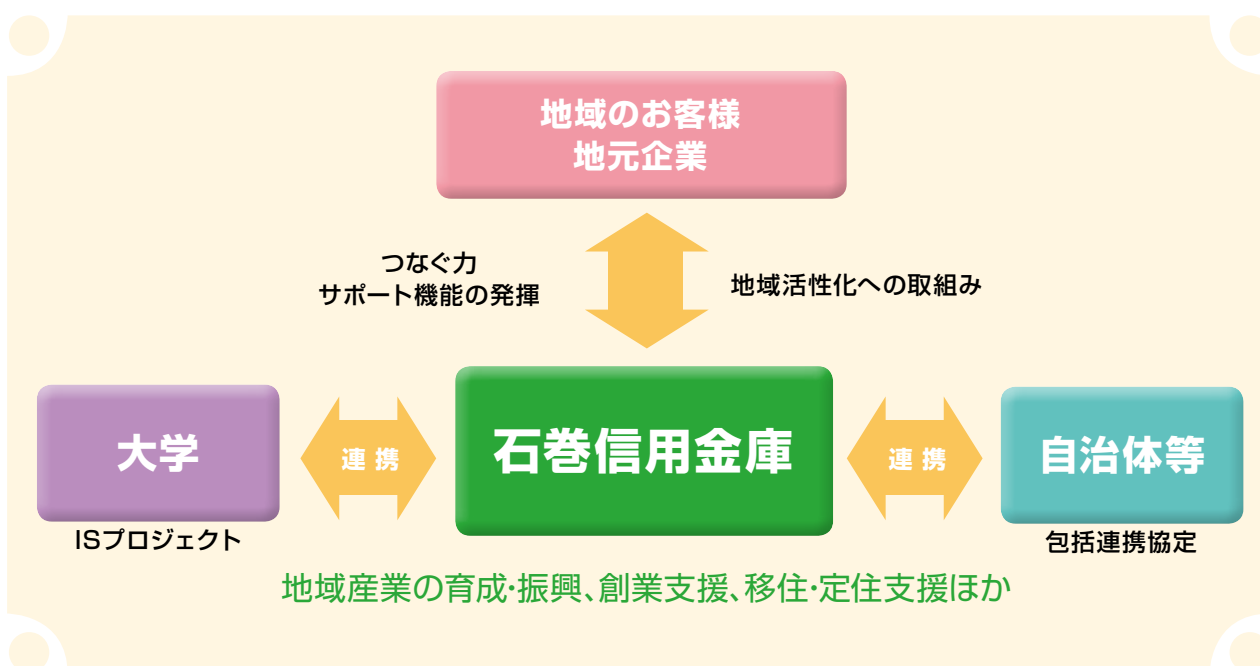 地域のお客様
地元企業
つなぐ力
サポート機能の発揮
地域活性化への取組み
大学
連携
石巻信用金庫
連携
自治体等
ISプロジェクト
包括連携協定
地域産業の育成・振興、創業支援、移住・定住支援ほか